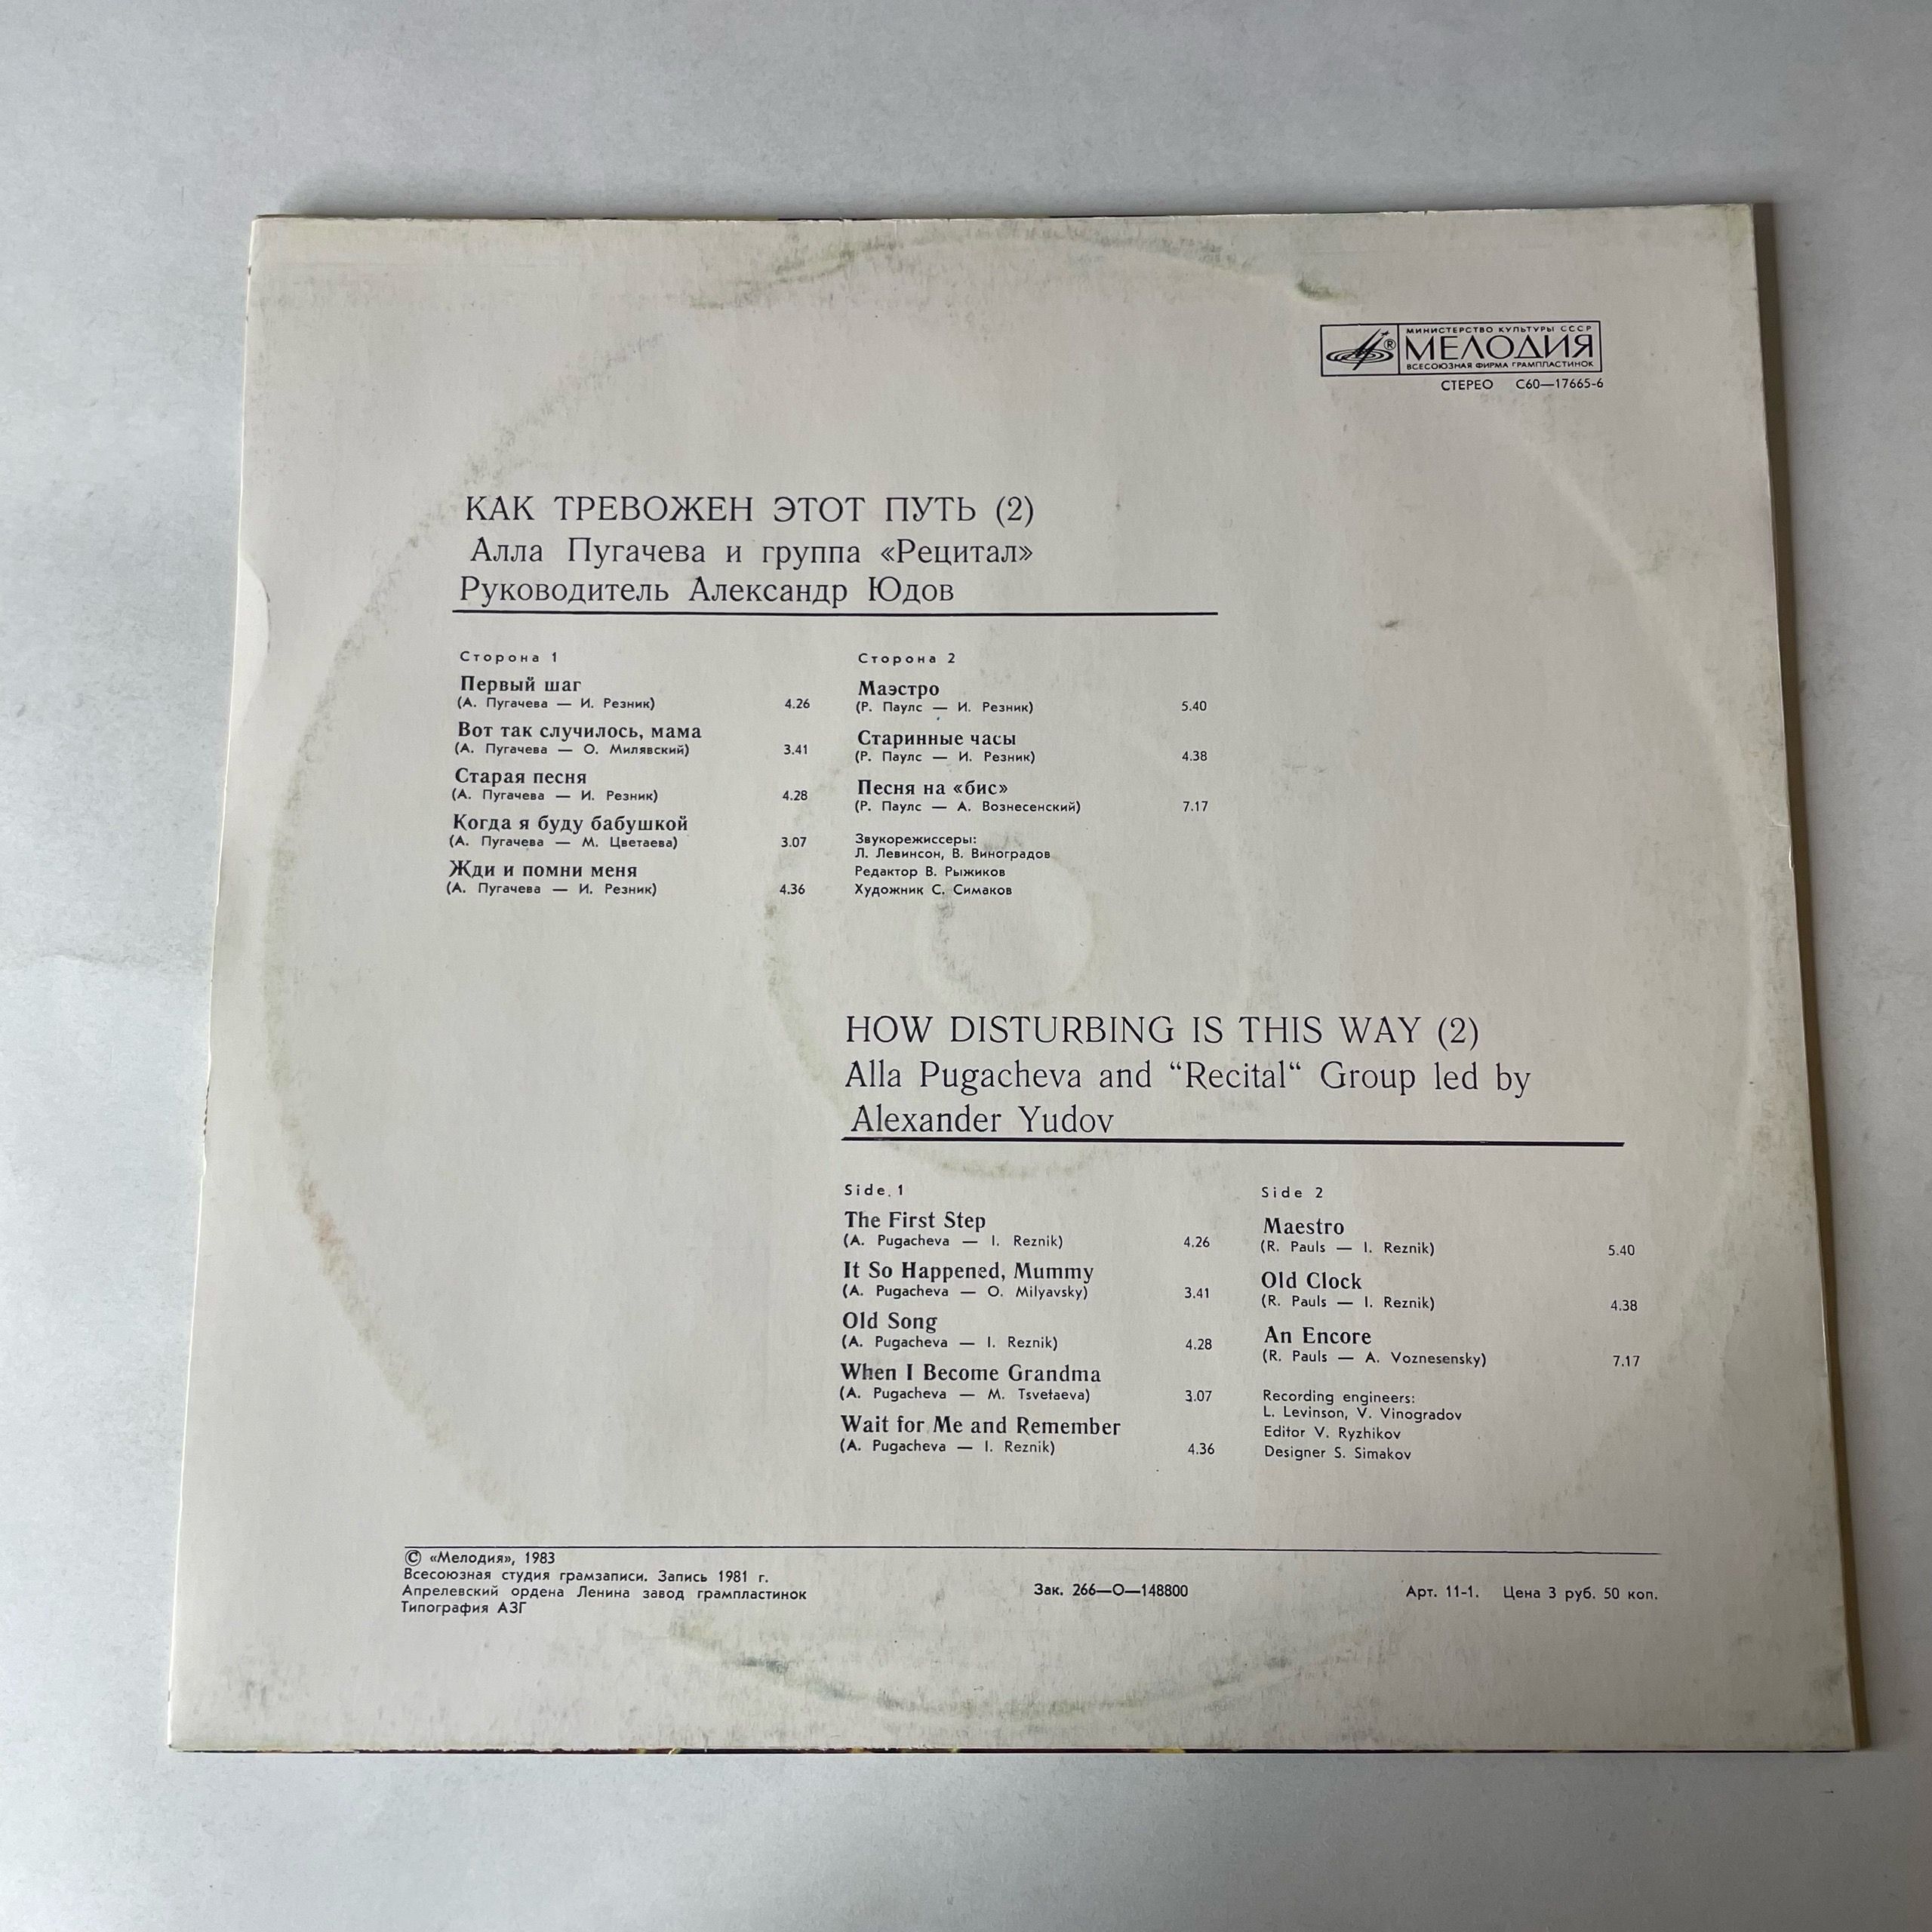 МИНИСТЕРСТВО КУЛЬТУРЫ СССР
® МЕЛОДИЯ
ВСЕСОЮЗНАЯ ФИРМА ГРАМПЛАСТИНОК
СТЕРЕО С60—17665-6
КАК ТРЕВОЖЕН ЭТОТ ПУТЬ (2)
Алла Пугачева и группа «Рецитал»
Руководитель Александр Юдов
Сторона 1
Первый шаг
(А. Пугачева — И. Резник) 4.26
Вот так случилось, мама
(А. Пугачева — О. Милявский) 3.41
Старая песня
(А. Пугачева — И. Резник) 4.28
Когда я буду бабушкой
(А. Пугачева — М. Цветаева) 3.07
Жди и помни меня
(А. Пугачева — И. Резник) 4.36
Сторона 2
Маэстро
(Р. Паулс — И. Резник) 5.40
Старинные часы
(Р. Паулс — И. Резник) 4.38
Песня на «бис»
(Р. Паулс — А. Вознесенский) 7.17
Звукорежиссеры:
Л. Левинсон, В. Виноградов
Редактор В. Рыжиков
Художник С. Симаков
HOW DISTURBING IS THIS WAY (2)
Alla Pugacheva and “Recital“ Group led by
Alexander Yudov
Side 1
The First Step
(A. Pugacheva — I. Reznik) 4.26
It So Happened, Mummy
(A. Pugacheva — O. Milyavsky) 3.41
Old Song
(A. Pugacheva — I. Reznik) 4.28
When I Become Grandma
(A. Pugacheva — M. Tsvetaeva) 3.07
Wait for Me and Remember
(A. Pugacheva — I. Reznik) 4.36
Side 2
Maestro
(R. Pauls — I. Reznik) 5.40
Old Clock
(R. Pauls — I. Reznik) 4.38
An Encore
(R. Pauls — A. Voznesensky) 7.17
Recording engineers:
L. Levinson, V. Vinogradov
Editor V. Ryzhikov
Designer S. Simakov
© «Мелодия», 1983
Всесоюзная студия грамзаписи. Запись 1981 г.
Апрелевский ордена Ленина завод грампластинок
Типография АЗГ
Зак. 266—О—148800
Арт. 11-1. Цена 3 руб. 50 коп.